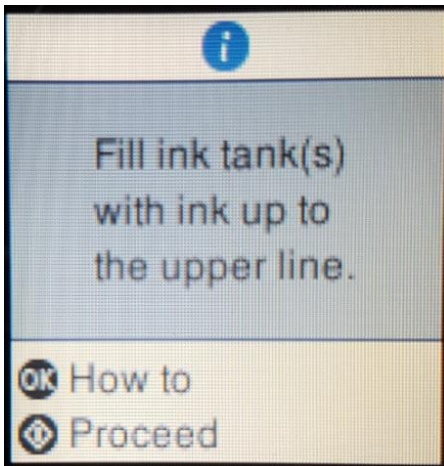 i
Fill ink tank(s)
with ink up to
the upper line.
OK How to
Proceed